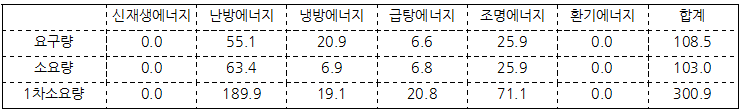 신재생에너지 난방에너지 냉방에너지 급탕에너지 조명에너지 환기에너지 합계
요구량 0.0 55.1 20.9 6.6 25.9 0.0 108.5
소요량 0.0 63.4 6.9 6.8 25.9 0.0 103.0
1차소요량 0.0 189.9 19.1 20.8 71.1 0.0 300.9